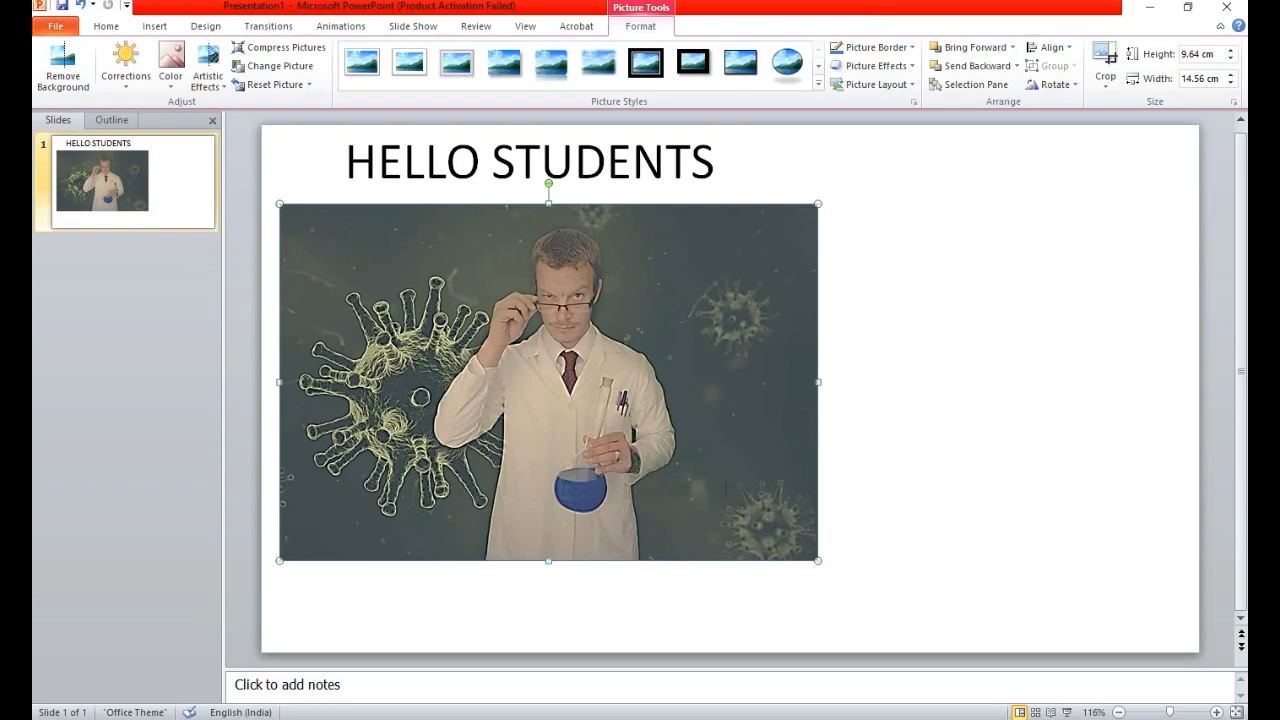 Presentation1 - Microsoft PowerPoint (Product Activation Failed)
Picture Tools
File Home Insert Design Transitions Animations Slide Show Review View Acrobat Format
Remove Background
Corrections
Color
Artistic Effects
Compress Pictures
Change Picture
Reset Picture
Adjust
Picture Styles
Picture Border
Picture Effects
Picture Layout
Bring Forward
Send Backward
Selection Pane
Align
Group
Rotate
Arrange
Crop
Height: 9.64 cm
Width: 14.56 cm
Size
Slides Outline
1
HELLO STUDENTS
HELLO STUDENTS
Click to add notes
Slide 1 of 1 "Office Theme" English (India) 116%